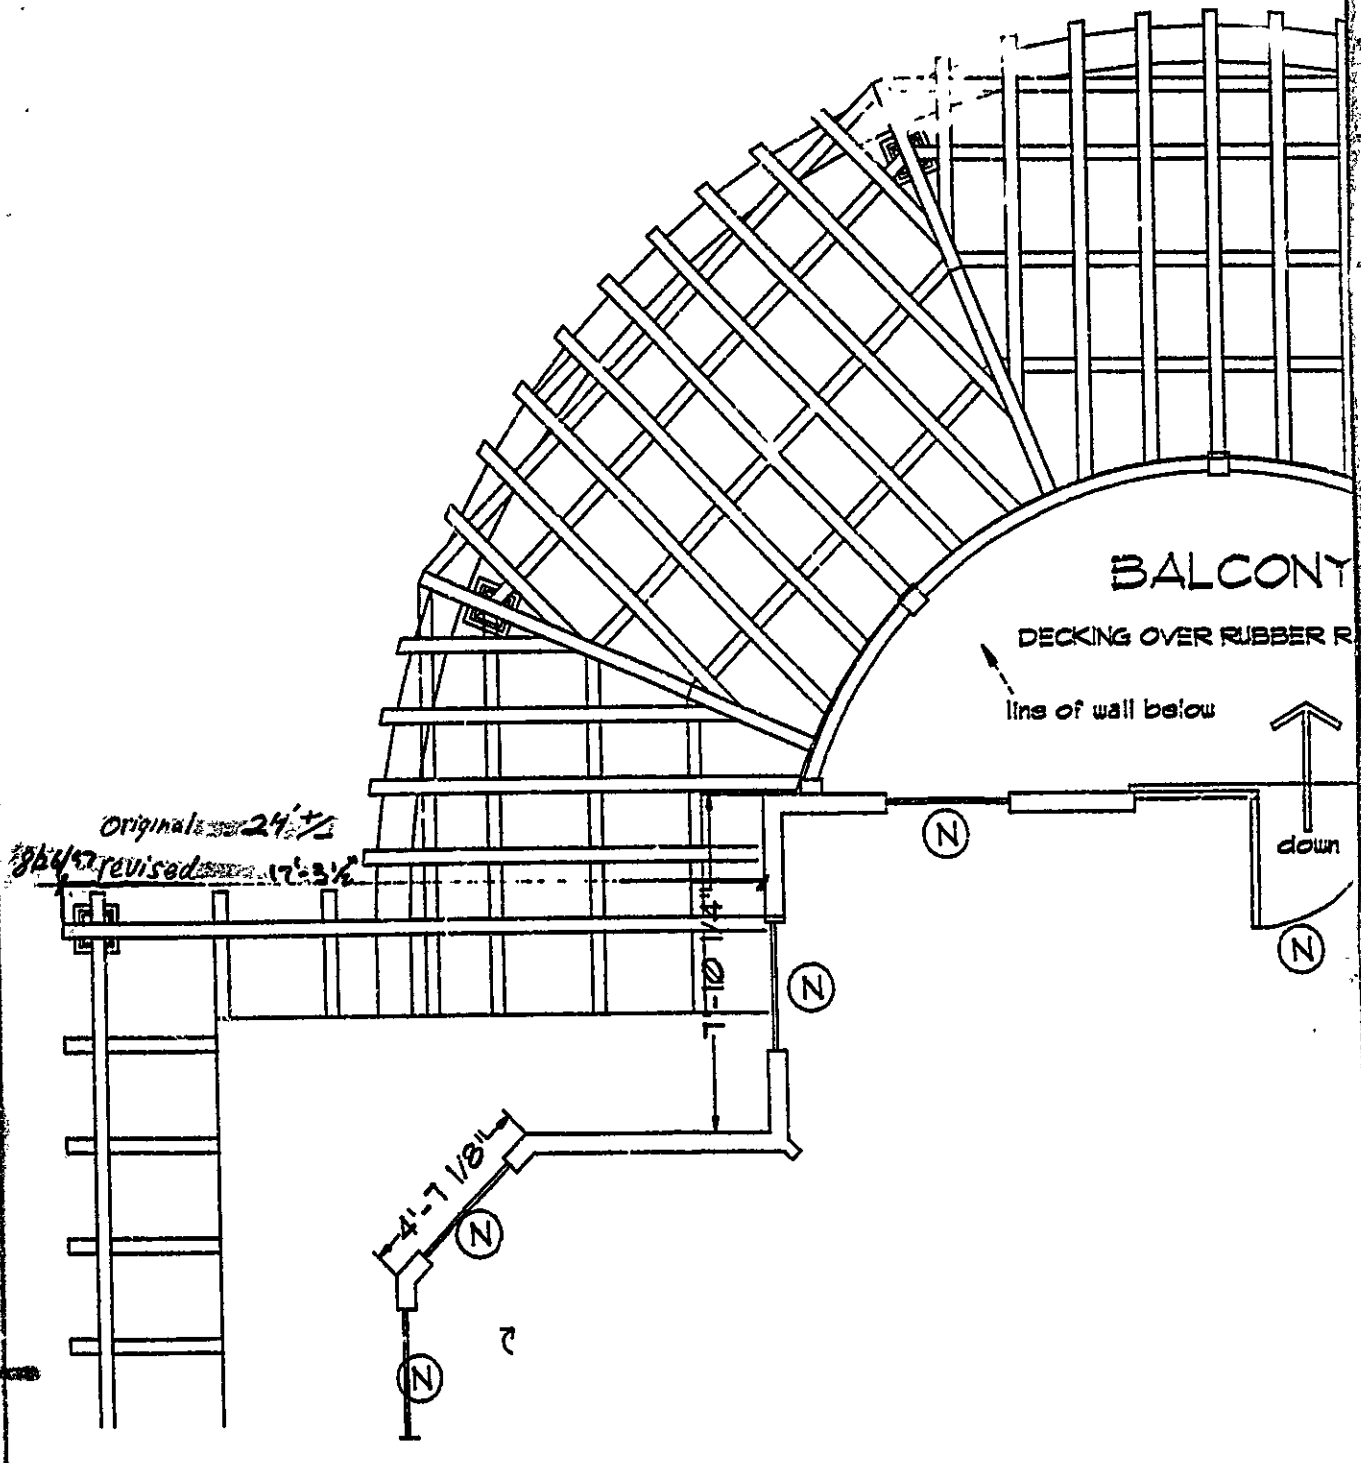 BALCONY
DECKING OVER RUBBER R
line of wall below
down
Original 24' +/-
revised 12'-3½"
7'-10 1/4"
4'-7 1/8"
N
N
N
N
N